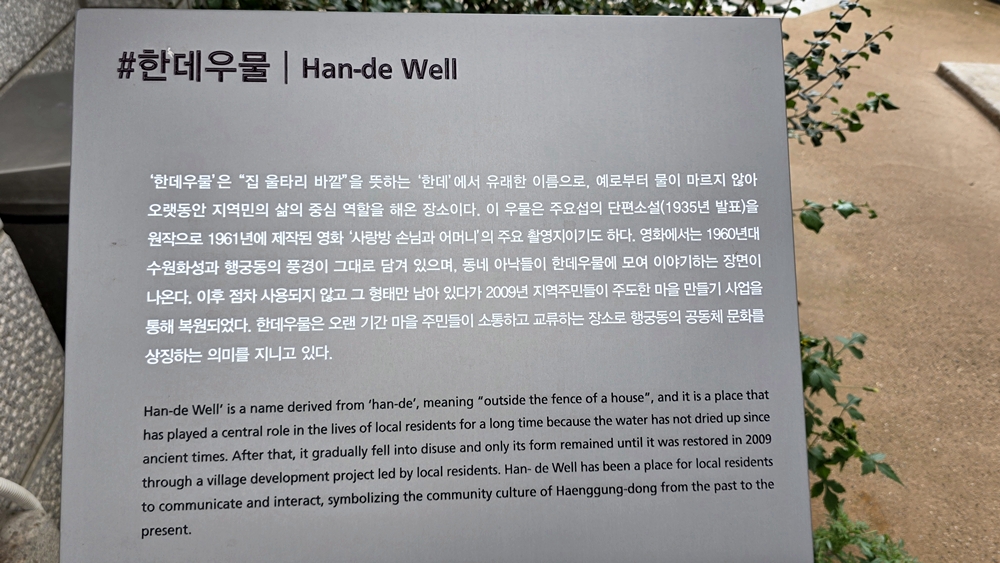 #한데우물 | Han-de Well
'한데우물'은 “집 울타리 바깥”을 뜻하는 '한데'에서 유래한 이름으로, 예로부터 물이 마르지 않아
오랫동안 지역민의 삶의 중심 역할을 해온 장소이다. 이 우물은 주요섭의 단편소설(1935년 발표)을
원작으로 1961년에 제작된 영화 '사랑방 손님과 어머니'의 주요 촬영지이기도 하다. 영화에서는 1960년대
수원화성과 행궁동의 풍경이 그대로 담겨 있으며, 동네 아낙들이 한데우물에 모여 이야기하는 장면이
나온다. 이후 점차 사용되지 않고 그 형태만 남아 있다가 2009년 지역주민들이 주도한 마을 만들기 사업을
통해 복원되었다. 한데우물은 오랜 기간 마을 주민들이 소통하고 교류하는 장소로 행궁동의 공동체 문화를
상징하는 의미를 지니고 있다.
Han-de Well’ is a name derived from ‘han-de’, meaning “outside the fence of a house”, and it is a place that
has played a central role in the lives of local residents for a long time because the water has not dried up since
ancient times. After that, it gradually fell into disuse and only its form remained until it was restored in 2009
through a village development project led by local residents. Han- de Well has been a place for local residents
to communicate and interact, symbolizing the community culture of Haenggung-dong from the past to the
present.